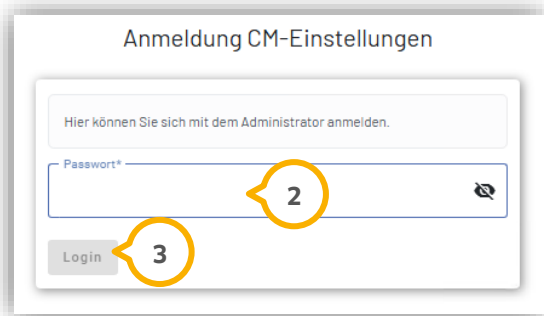 Anmeldung CM-Einstellungen
Hier können Sie sich mit dem Administrator anmelden.
Passwort*
2
Login
3